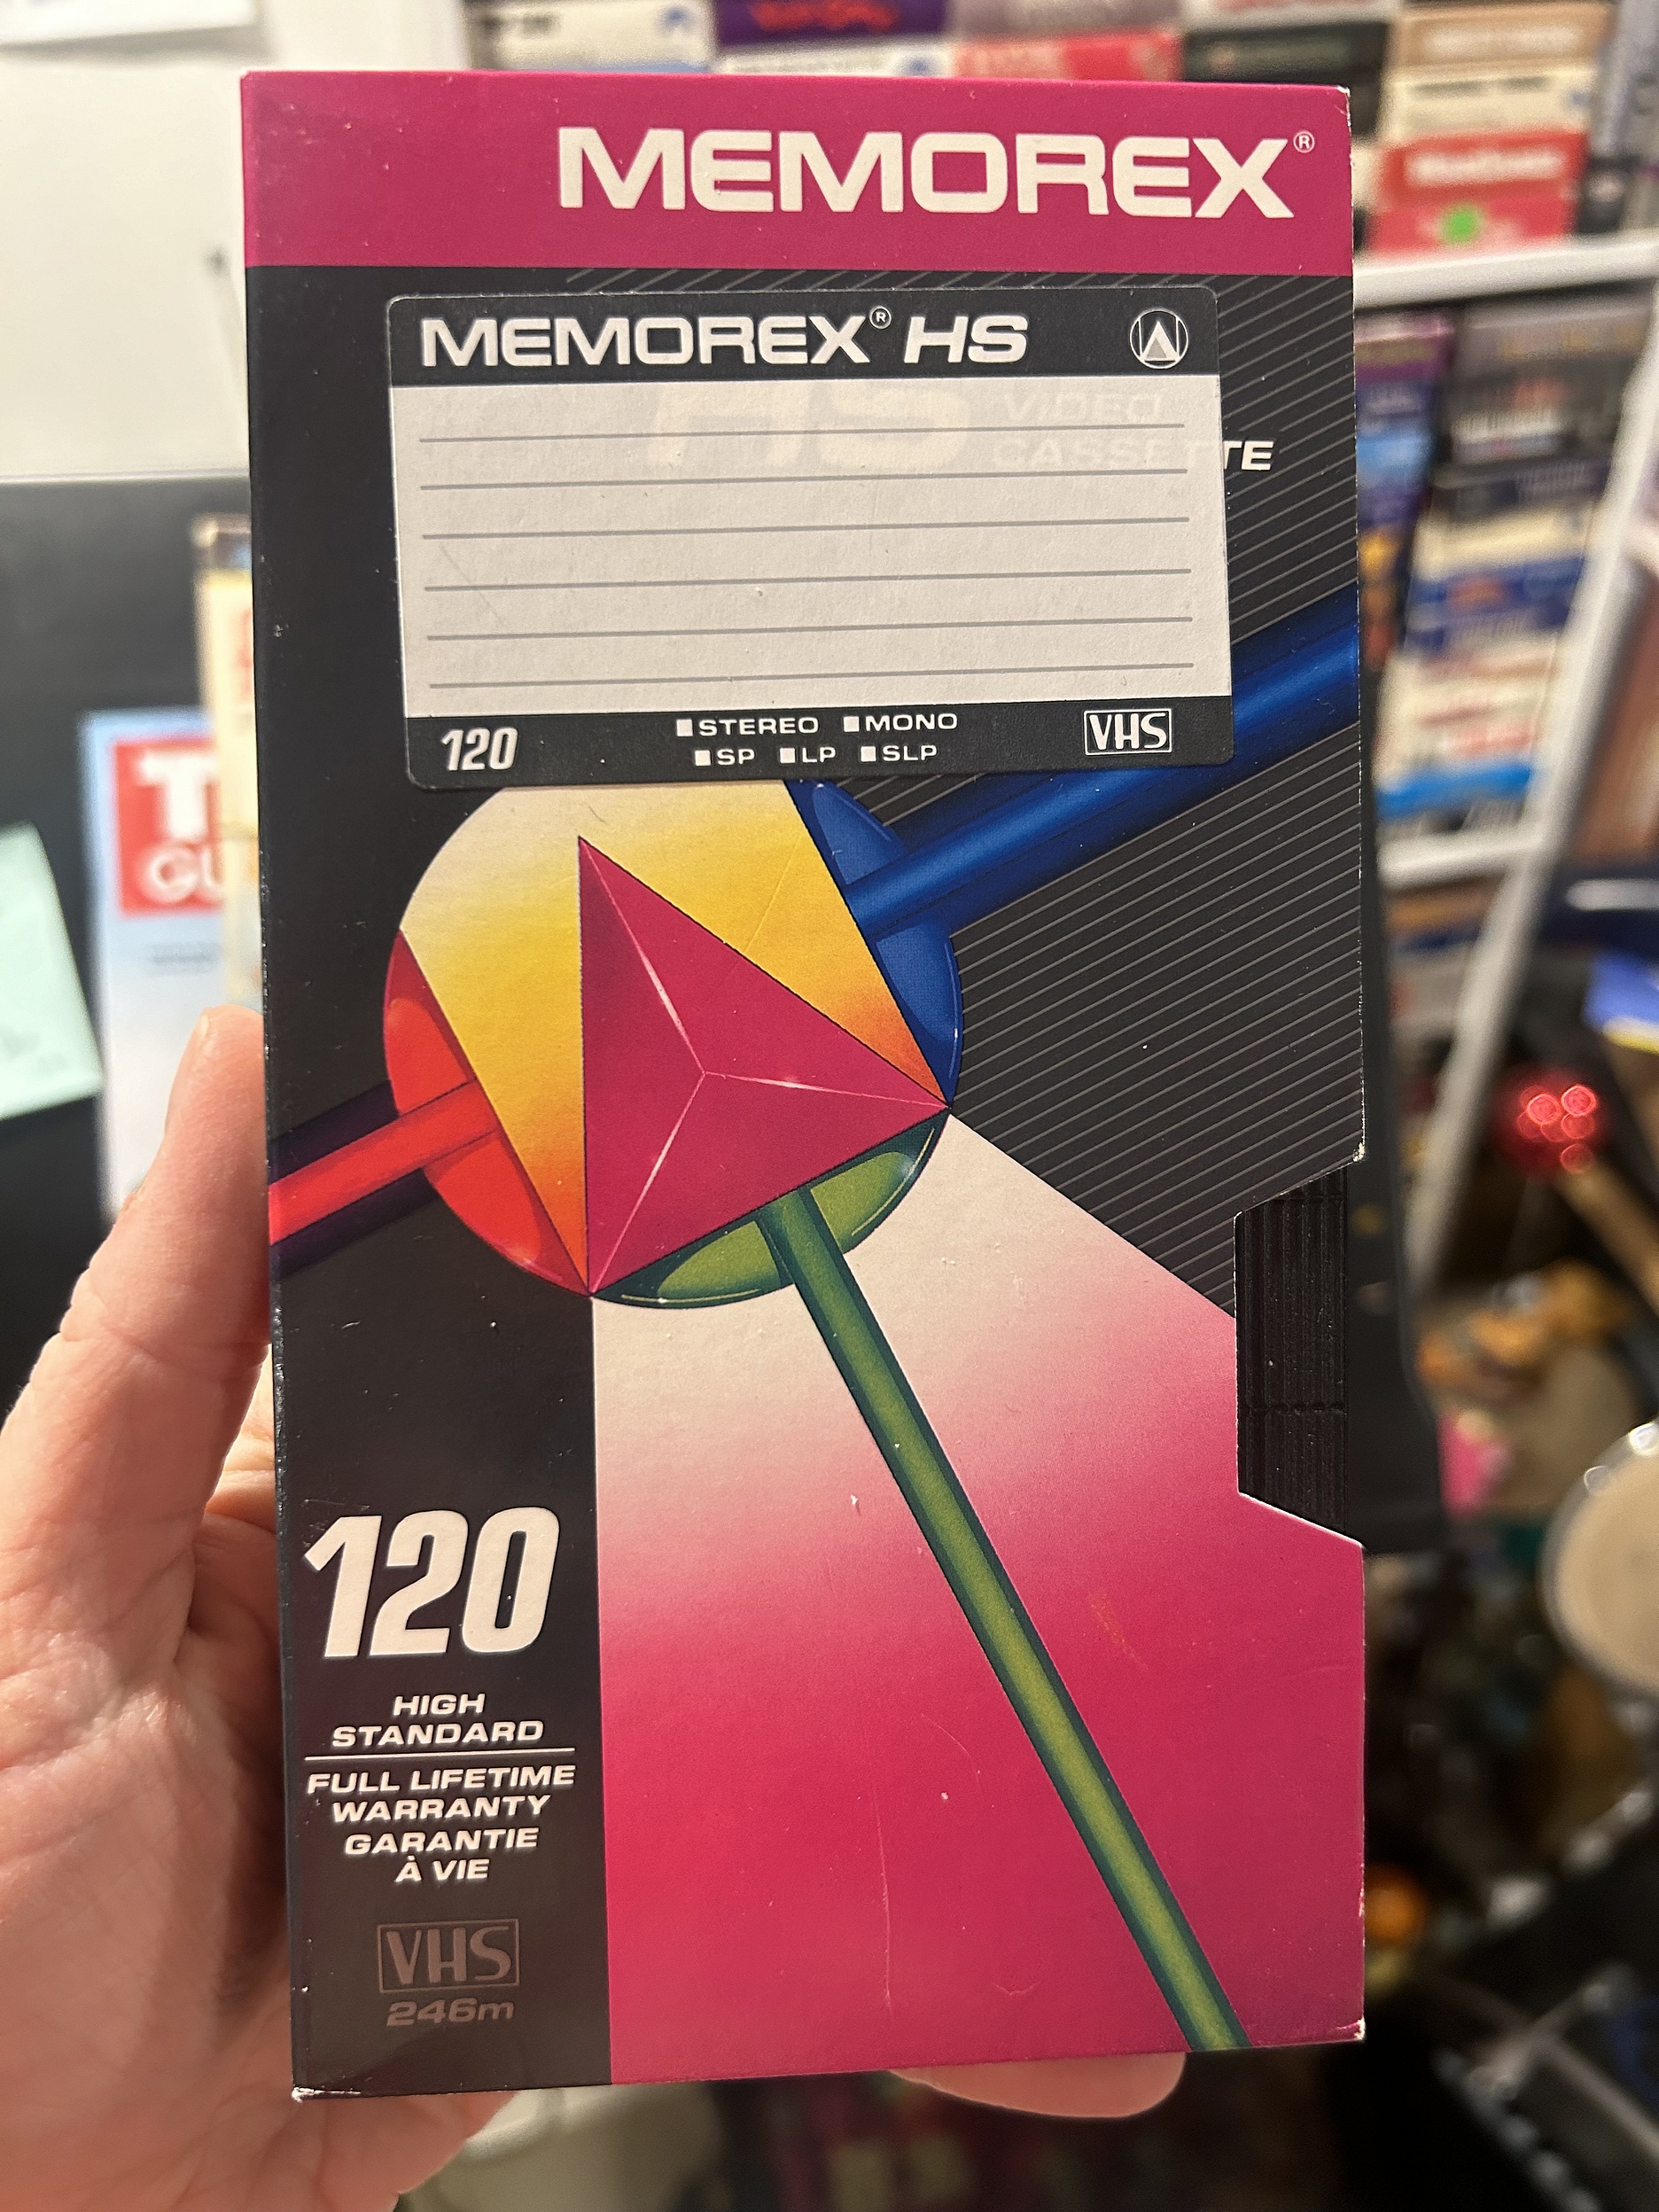 MEMOREX®
MEMOREX® HS
HS VIDEO
CASSETTE
120
STEREO MONO
SP LP SLP
VHS
120
HIGH
STANDARD
FULL LIFETIME
WARRANTY
GARANTIE
À VIE
VHS
246m